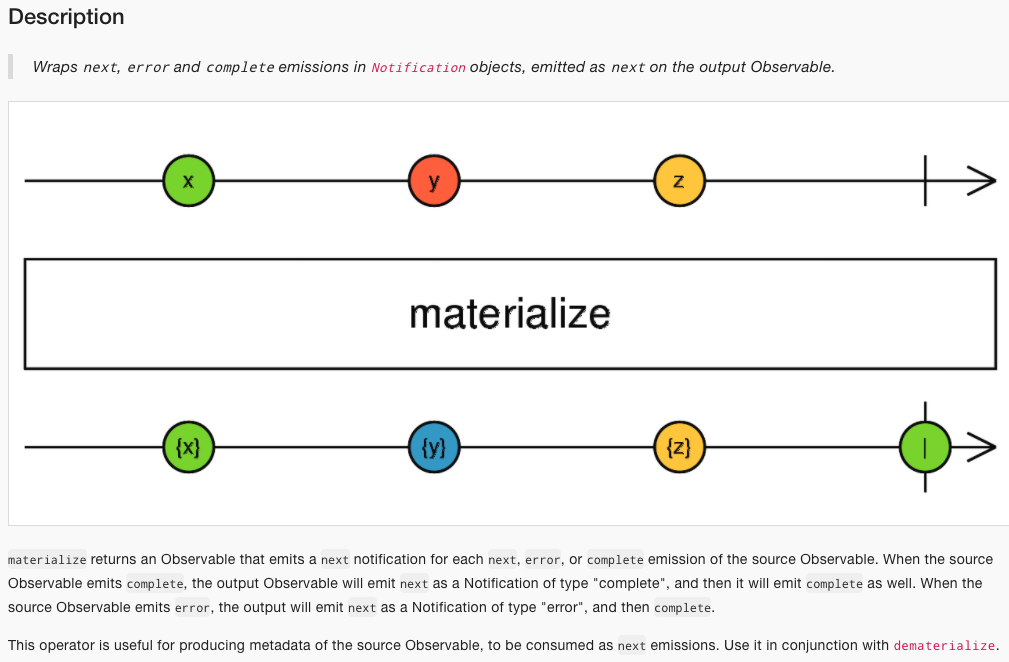 Description
Wraps next, error and complete emissions in Notification objects, emitted as next on the output Observable.
x y z
materialize
{x} {y} {z} |
materialize returns an Observable that emits a next notification for each next, error, or complete emission of the source Observable. When the source
Observable emits complete, the output Observable will emit next as a Notification of type "complete", and then it will emit complete as well. When the
source Observable emits error, the output will emit next as a Notification of type "error", and then complete.
This operator is useful for producing metadata of the source Observable, to be consumed as next emissions. Use it in conjunction with dematerialize.